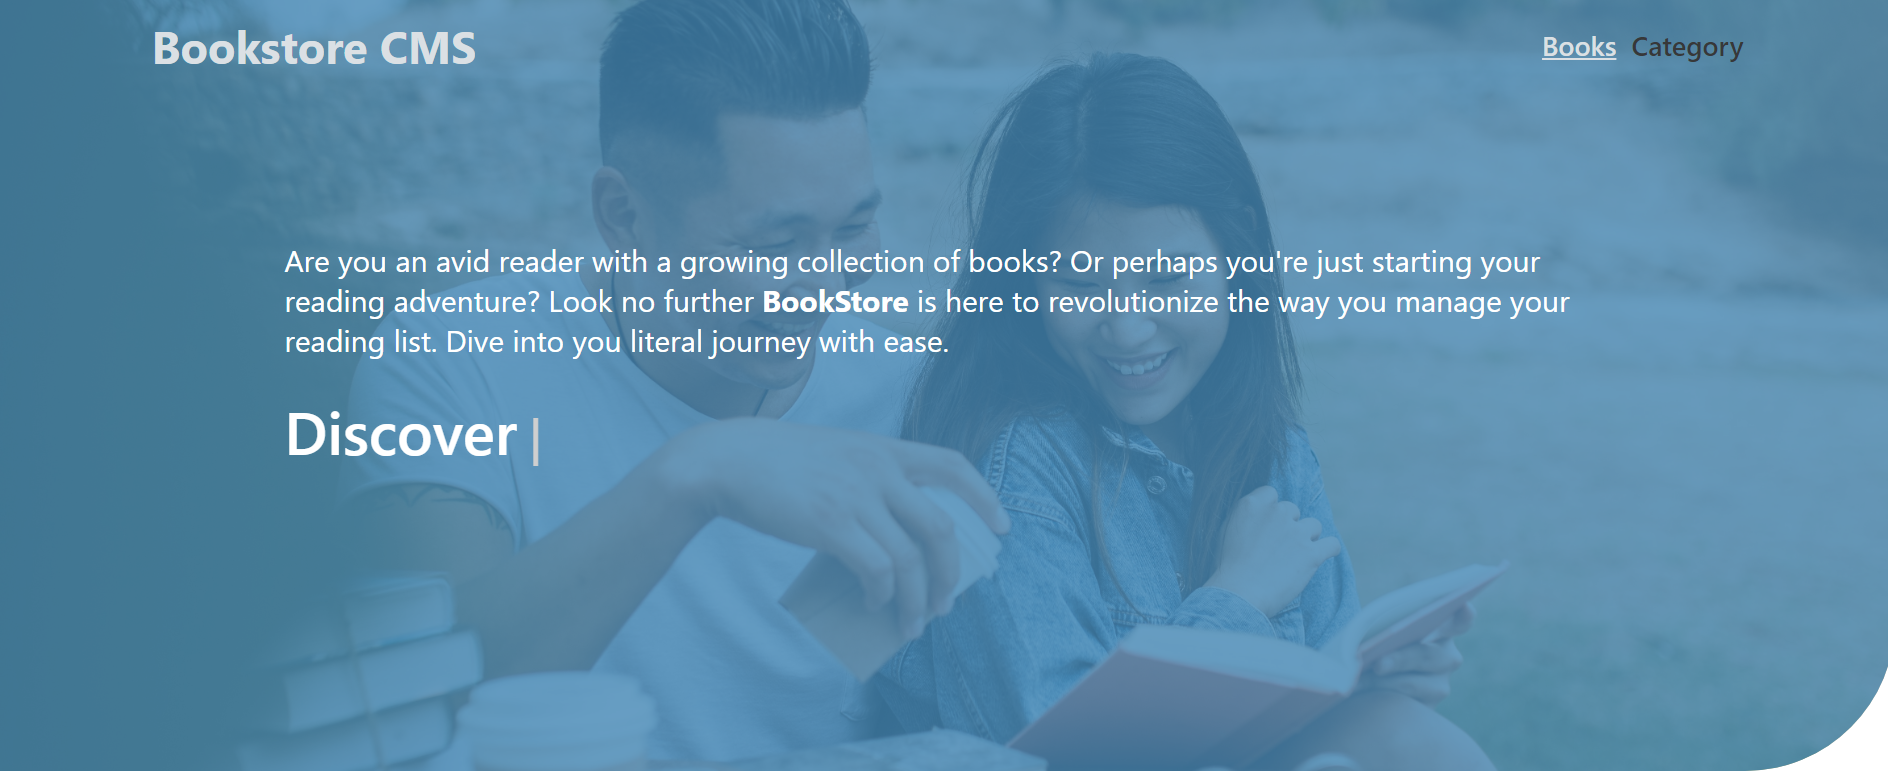 Bookstore CMS
Books Category
Are you an avid reader with a growing collection of books? Or perhaps you're just starting your
reading adventure? Look no further BookStore is here to revolutionize the way you manage your
reading list. Dive into you literal journey with ease.
Discover |